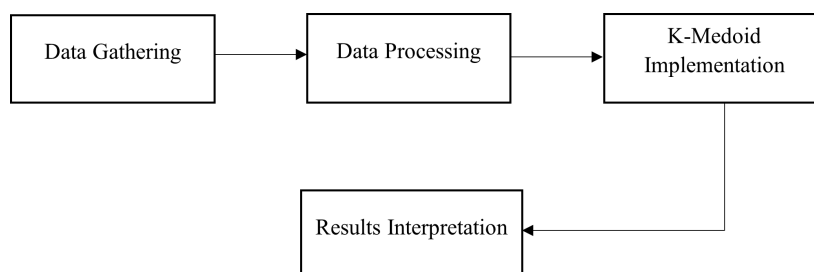 Data Gathering
Data Processing
K-Medoid
Implementation
Results Interpretation